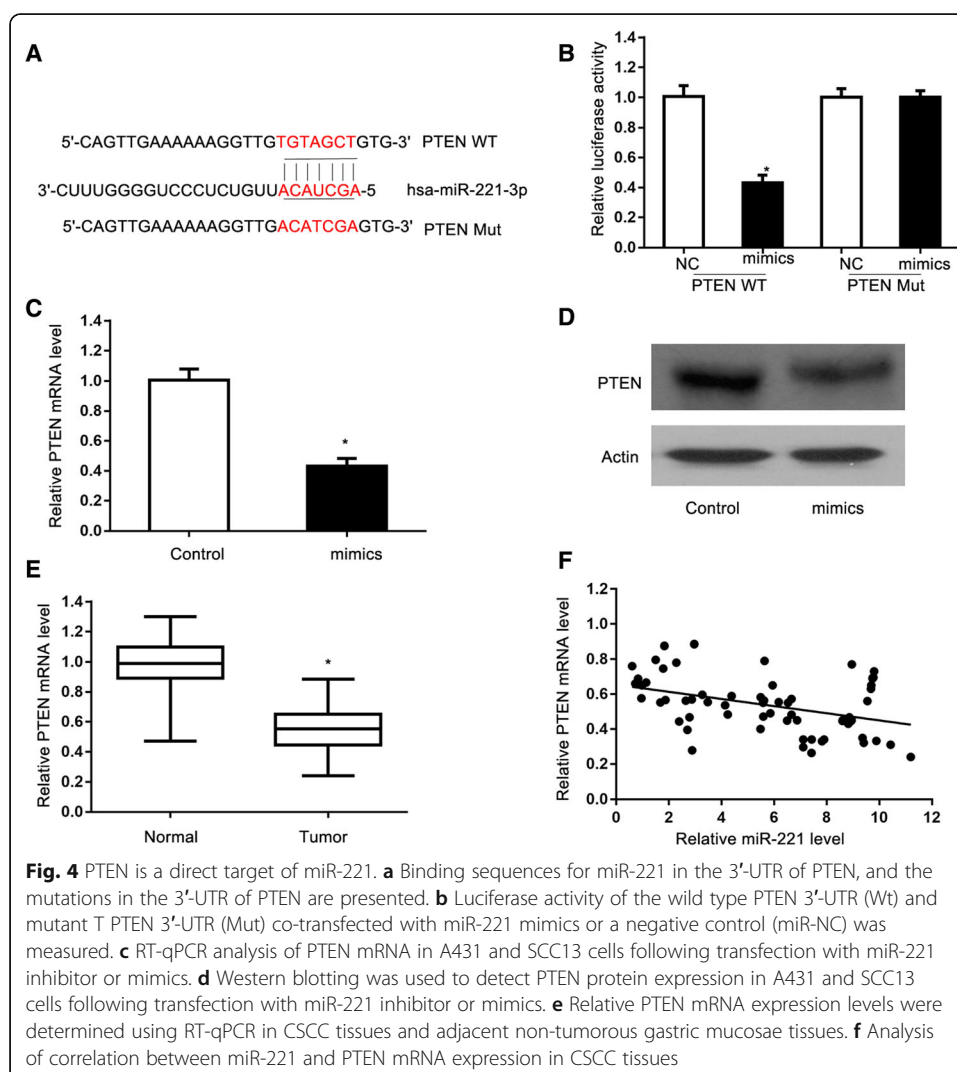 A
5'-CAGTTGAAAAAAGGTTGTGTAGCTGTG-3' PTEN WT
3'-CUUUGGGGUCCCUCUGUUACAUCGA-5 hsa-miR-221-3p
5'-CAGTTGAAAAAAGGTTGACATCGAGTG-3' PTEN Mut
B
Relative luciferase activity
1.4
1.2
1.0
0.8
0.6
0.4
0.2
0.0
*
NC mimics NC mimics
PTEN WT PTEN Mut
C
Relative PTEN mRNA level
1.4
1.2
1.0
0.8
0.6
0.4
0.2
0.0
*
Control mimics
D
PTEN
Actin
Control mimics
E
Relative PTEN mRNA level
1.4
1.2
1.0
0.8
0.6
0.4
0.2
0.0
*
Normal Tumor
F
Relative PTEN mRNA level
1.0
0.8
0.6
0.4
0.2
0.0
0 2 4 6 8 10 12
Relative miR-221 level
Fig. 4 PTEN is a direct target of miR-221. a Binding sequences for miR-221 in the 3′-UTR of PTEN, and the
mutations in the 3′-UTR of PTEN are presented. b Luciferase activity of the wild type PTEN 3′-UTR (Wt) and
mutant T PTEN 3′-UTR (Mut) co-transfected with miR-221 mimics or a negative control (miR-NC) was
measured. c RT-qPCR analysis of PTEN mRNA in A431 and SCC13 cells following transfection with miR-221
inhibitor or mimics. d Western blotting was used to detect PTEN protein expression in A431 and SCC13
cells following transfection with miR-221 inhibitor or mimics. e Relative PTEN mRNA expression levels were
determined using RT-qPCR in CSCC tissues and adjacent non-tumorous gastric mucosae tissues. f Analysis
of correlation between miR-221 and PTEN mRNA expression in CSCC tissues